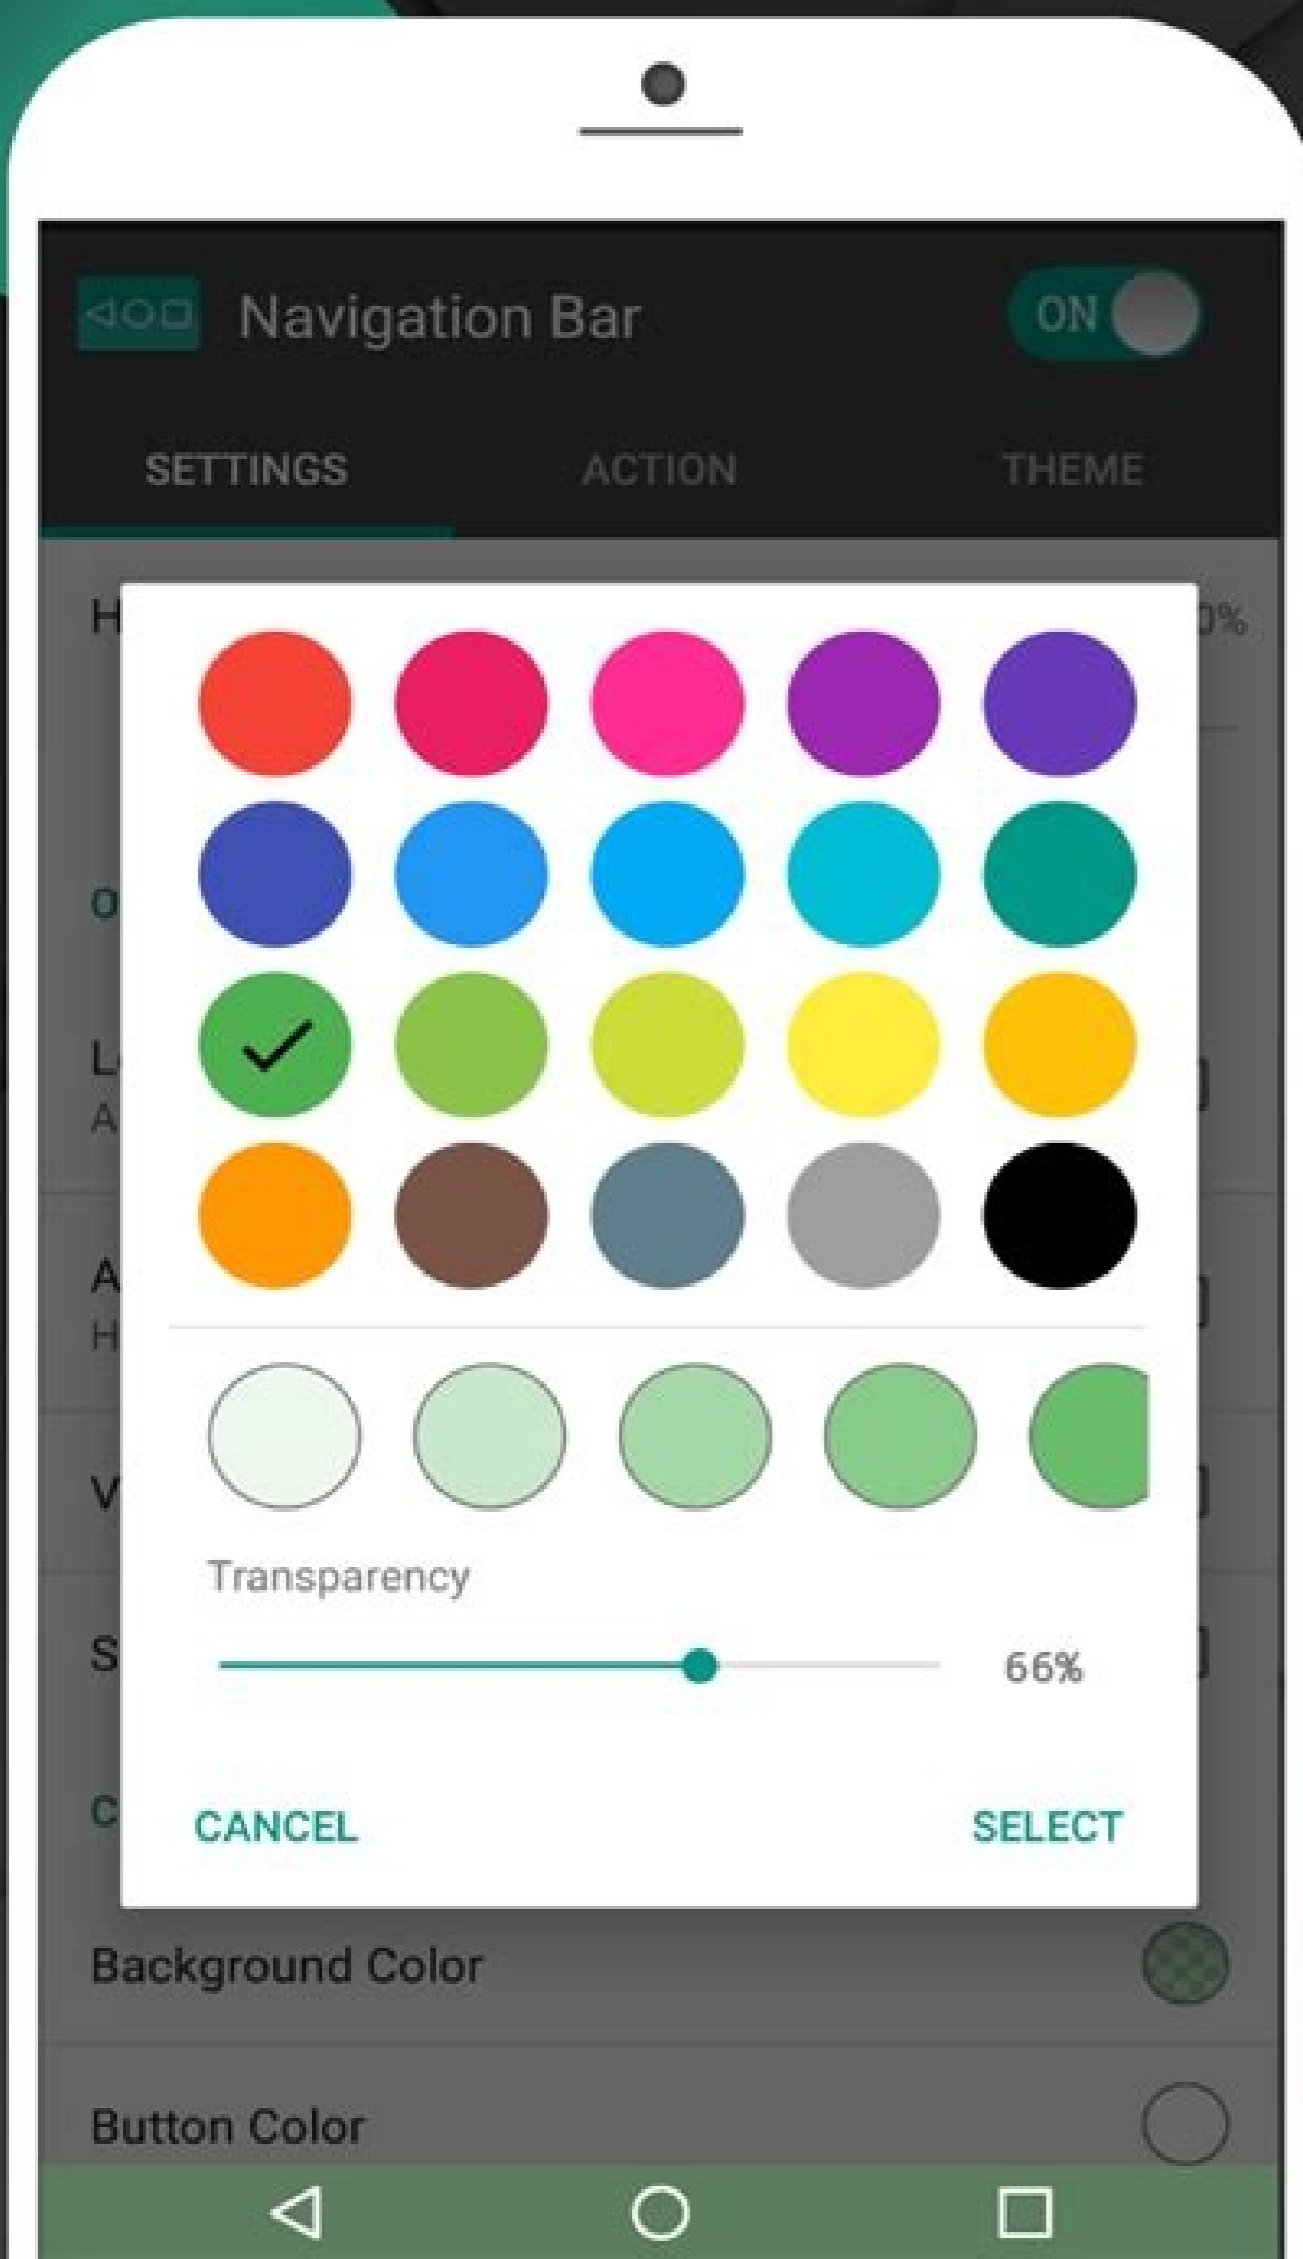 Navigation Bar
ON
SETTINGS ACTION THEME
Transparency
66%
CANCEL SELECT
Background Color
Button Color